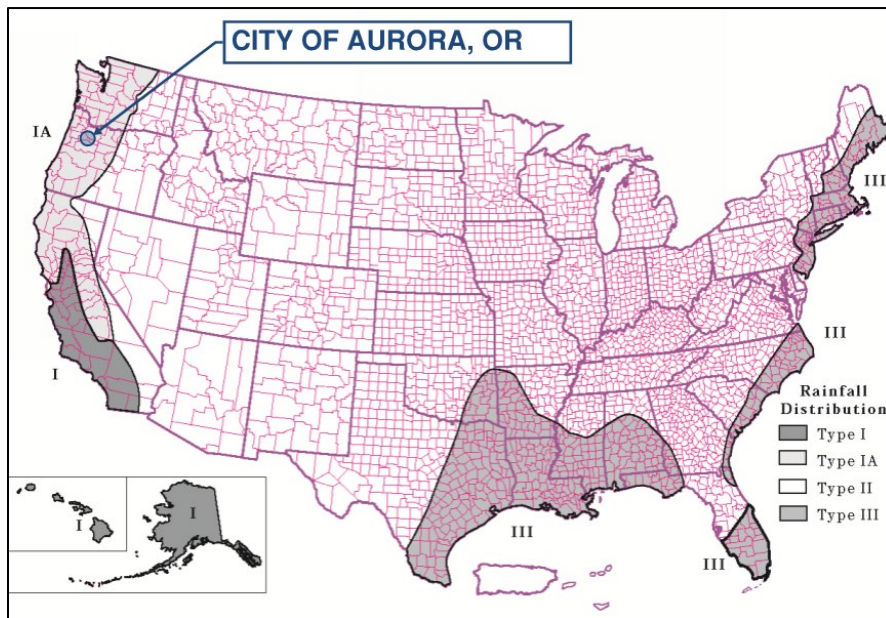 CITY OF AURORA, OR
IA
III
III
I
Rainfall
Distribution
Type I
Type IA
Type II
Type III
I
I
III
III